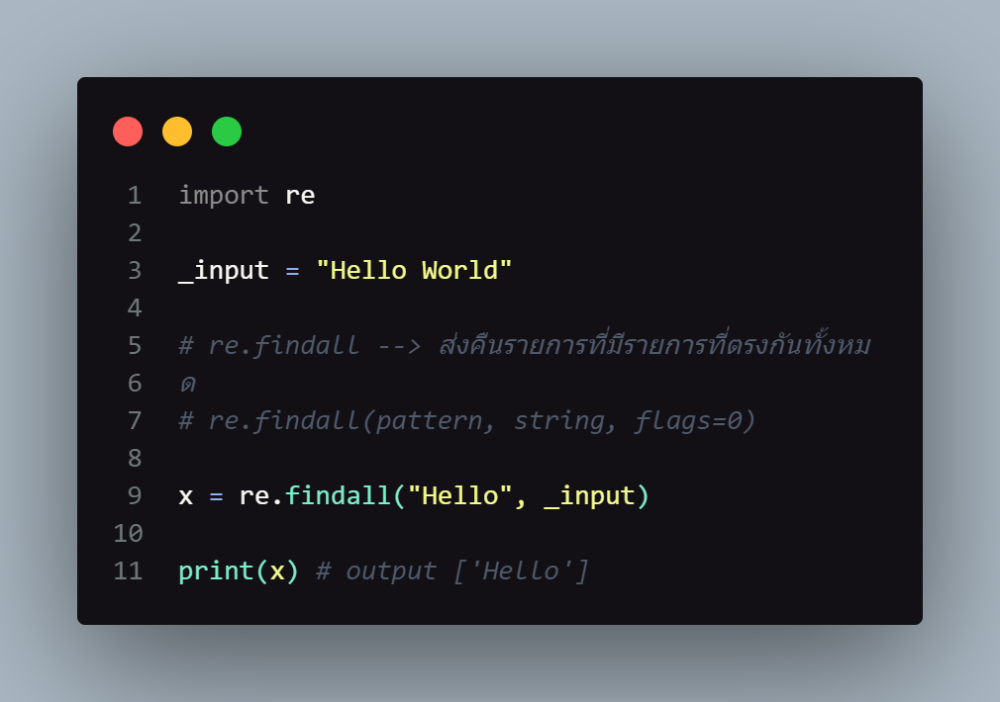 1 import re
2
3 _input = "Hello World"
4
5 # re.findall --> ส่งคืนรายการที่มีรายการที่ตรงกันทั้งหม
6 ด
7 # re.findall(pattern, string, flags=0)
8
9 x = re.findall("Hello", _input)
10
11 print(x) # output ['Hello']